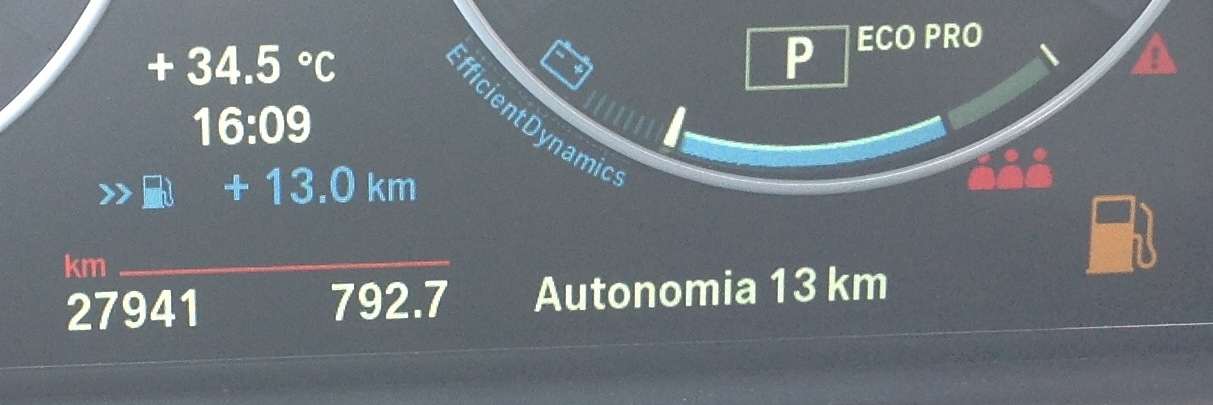 + 34.5 °C
16:09
+ 13.0 km
km
27941 792.7
EfficientDynamics
P ECO PRO
Autonomia 13 km